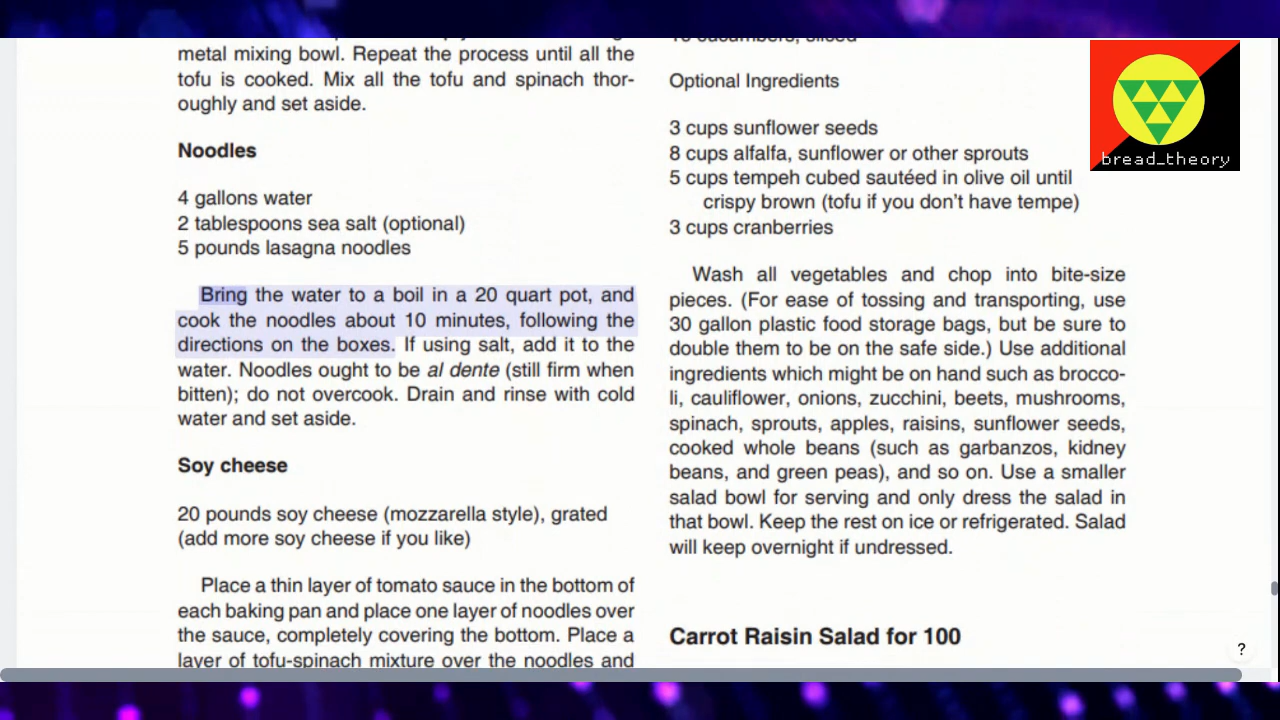 metal mixing bowl. Repeat the process until all the
tofu is cooked. Mix all the tofu and spinach thor-
oughly and set aside.
Noodles
4 gallons water
2 tablespoons sea salt (optional)
5 pounds lasagna noodles
Bring the water to a boil in a 20 quart pot, and
cook the noodles about 10 minutes, following the
directions on the boxes. If using salt, add it to the
water. Noodles ought to be al dente (still firm when
bitten); do not overcook. Drain and rinse with cold
water and set aside.
Soy cheese
20 pounds soy cheese (mozzarella style), grated
(add more soy cheese if you like)
Place a thin layer of tomato sauce in the bottom of
each baking pan and place one layer of noodles over
the sauce, completely covering the bottom. Place a
layer of tofu-spinach mixture over the noodles and
Optional Ingredients
3 cups sunflower seeds
8 cups alfalfa, sunflower or other sprouts
5 cups tempeh cubed sautéed in olive oil until
crispy brown (tofu if you don't have tempe)
3 cups cranberries
Wash all vegetables and chop into bite-size
pieces. (For ease of tossing and transporting, use
30 gallon plastic food storage bags, but be sure to
double them to be on the safe side.) Use additional
ingredients which might be on hand such as brocco-
li, cauliflower, onions, zucchini, beets, mushrooms,
spinach, sprouts, apples, raisins, sunflower seeds,
cooked whole beans (such as garbanzos, kidney
beans, and green peas), and so on. Use a smaller
salad bowl for serving and only dress the salad in
that bowl. Keep the rest on ice or refrigerated. Salad
will keep overnight if undressed.
Carrot Raisin Salad for 100
bread_theory
?